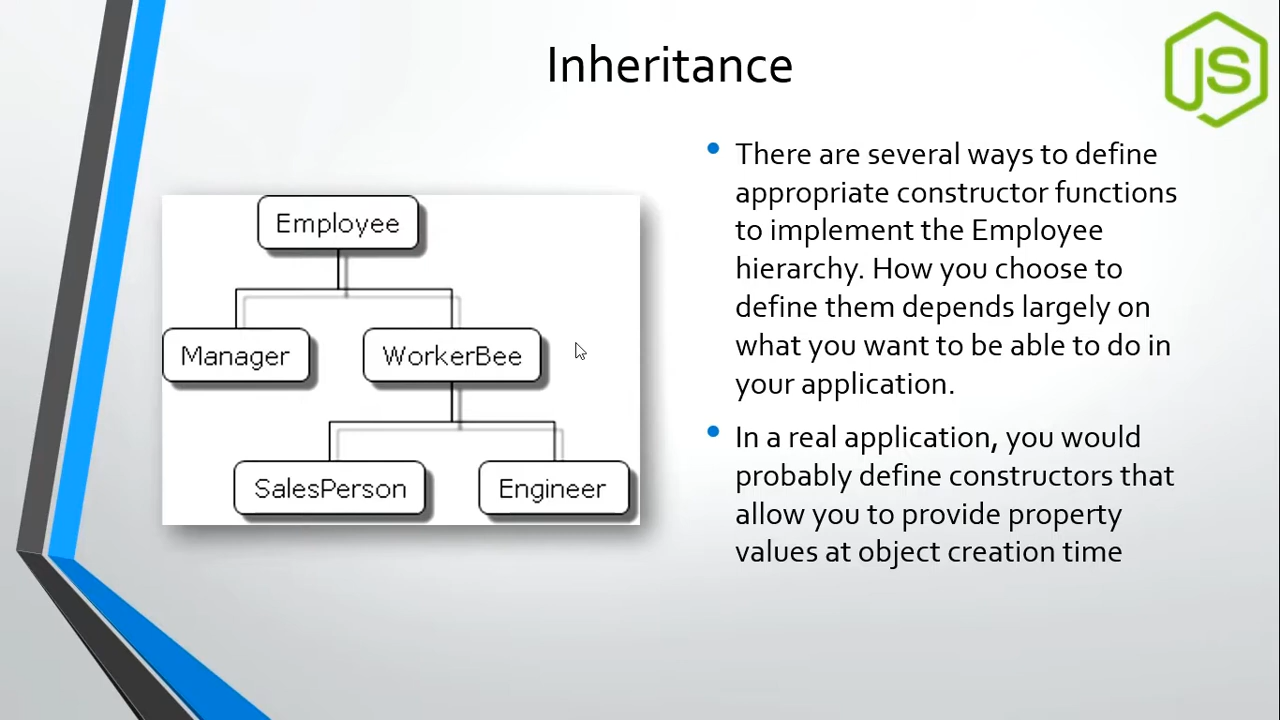 Inheritance
JS
Employee
Manager
WorkerBee
SalesPerson
Engineer
There are several ways to define
appropriate constructor functions
to implement the Employee
hierarchy. How you choose to
define them depends largely on
what you want to be able to do in
your application.
In a real application, you would
probably define constructors that
allow you to provide property
values at object creation time